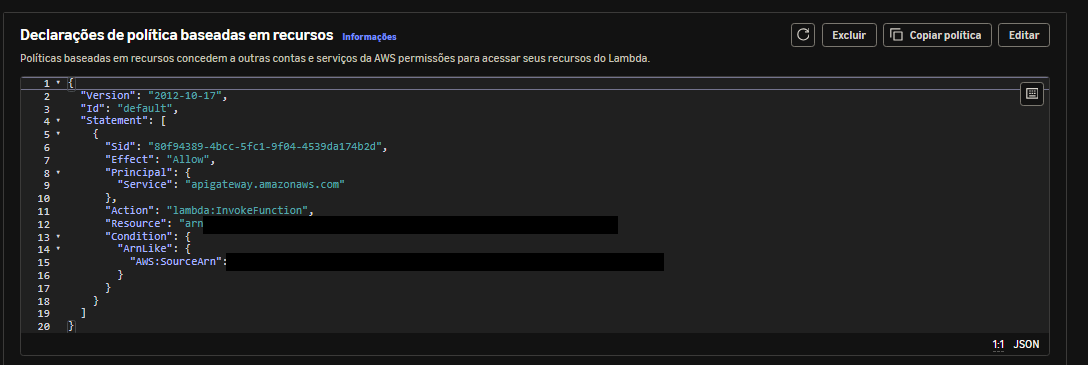 Declarações de política baseadas em recursos Informações
Excluir Copiar política Editar
Políticas baseadas em recursos concedem a outras contas e serviços da AWS permissões para acessar seus recursos do Lambda.
1 {
2 "Version": "2012-10-17",
3 "Id": "default",
4 "Statement": [
5 {
6 "Sid": "80f94389-4bcc-5fc1-9f04-4539da174b2d",
7 "Effect": "Allow",
8 "Principal": {
9 "Service": "apigateway.amazonaws.com"
10 },
11 "Action": "lambda:InvokeFunction",
12 "Resource": "arn
13 "Condition": {
14 "ArnLike": {
15 "AWS:SourceArn":
16 }
17 }
18 }
19 ]
20 }
1:1 JSON